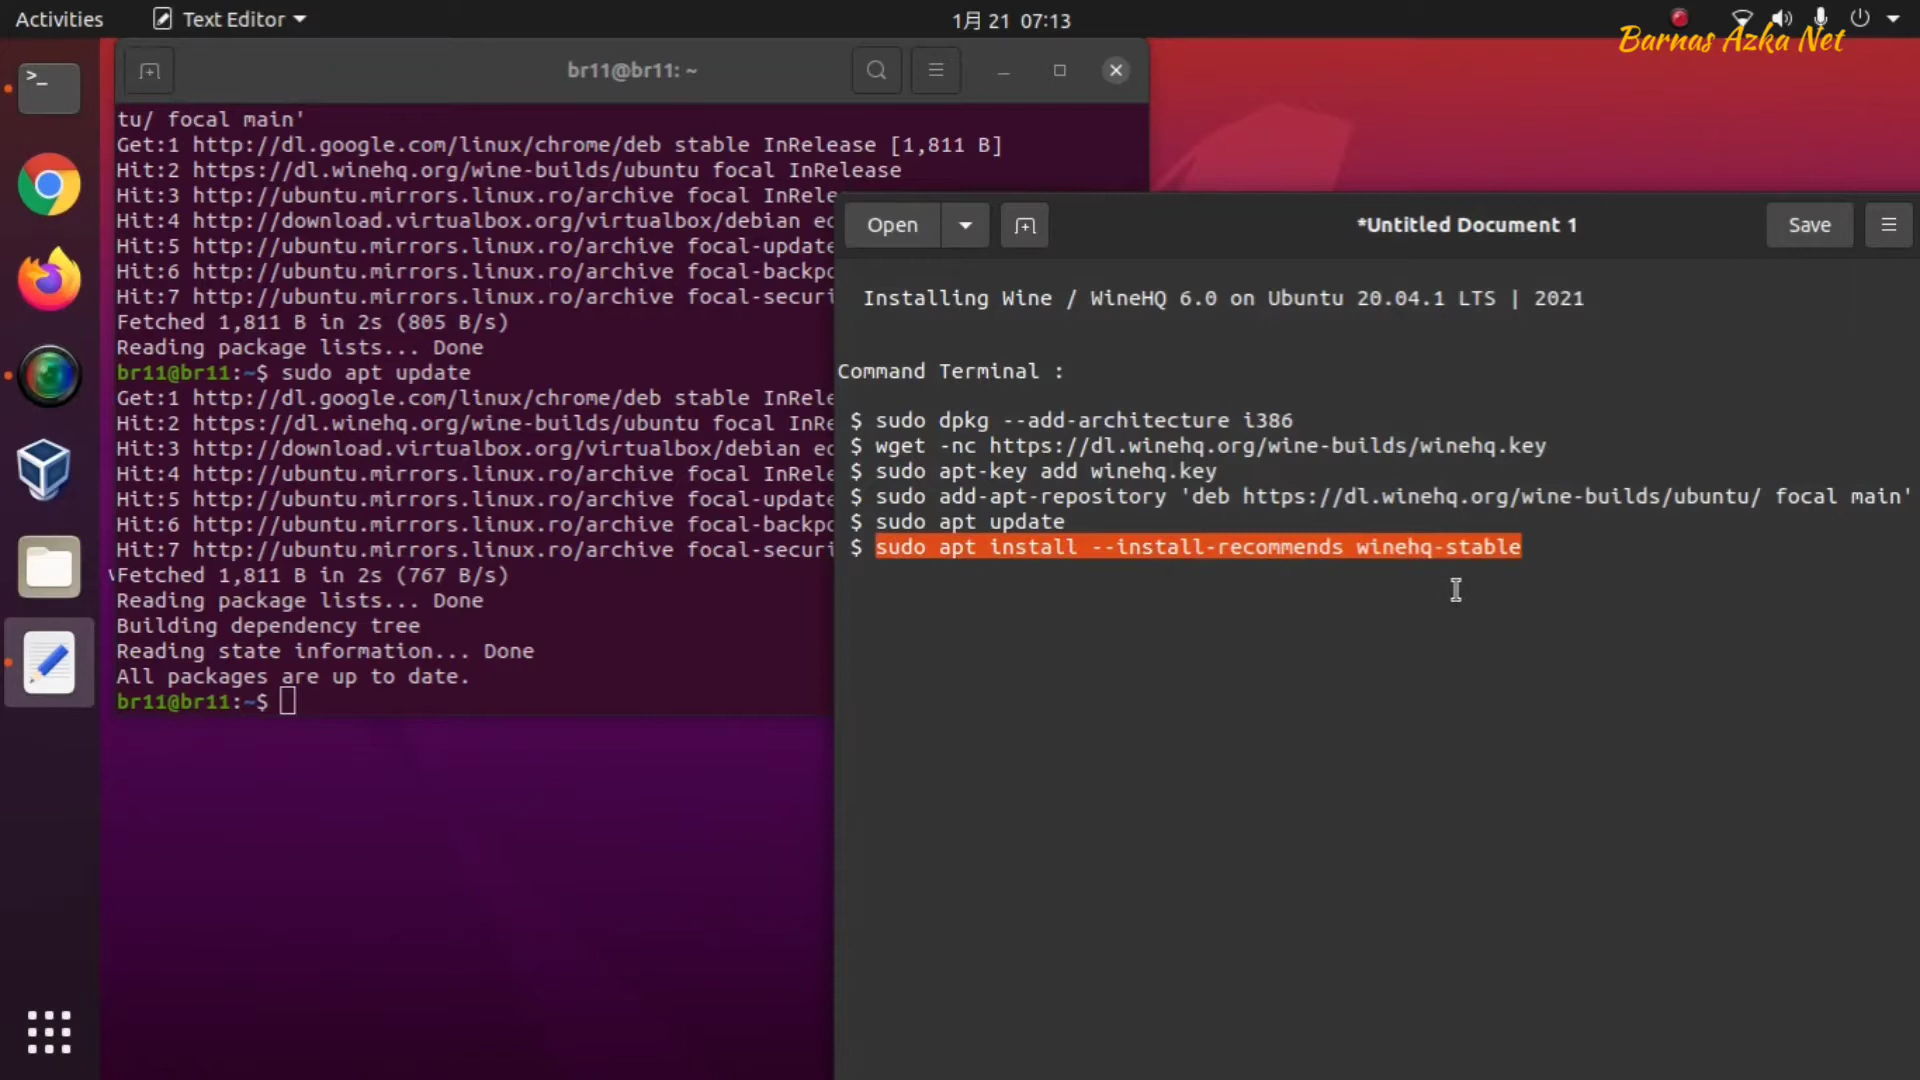 Activities
Text Editor
1月 21 07:13
Barnas Azka Net
br11@br11: ~
tu/ focal main'
Get:1 http://dl.google.com/linux/chrome/deb stable InRelease [1,811 B]
Hit:2 https://dl.winehq.org/wine-builds/ubuntu focal InRelease
Hit:3 http://ubuntu.mirrors.linux.ro/archive focal InRele
Hit:4 http://download.virtualbox.org/virtualbox/debian eo
Hit:5 http://ubuntu.mirrors.linux.ro/archive focal-update
Hit:6 http://ubuntu.mirrors.linux.ro/archive focal-backpo
Hit:7 http://ubuntu.mirrors.linux.ro/archive focal-securi
Fetched 1,811 B in 2s (805 B/s)
Reading package lists... Done
br11@br11:~$ sudo apt update
Get:1 http://dl.google.com/linux/chrome/deb stable InRele
Hit:2 https://dl.winehq.org/wine-builds/ubuntu focal InRe
Hit:3 http://download.virtualbox.org/virtualbox/debian eo
Hit:4 http://ubuntu.mirrors.linux.ro/archive focal InRele
Hit:5 http://ubuntu.mirrors.linux.ro/archive focal-update
Hit:6 http://ubuntu.mirrors.linux.ro/archive focal-backpo
Hit:7 http://ubuntu.mirrors.linux.ro/archive focal-securi
Fetched 1,811 B in 2s (767 B/s)
Reading package lists... Done
Building dependency tree
Reading state information... Done
All packages are up to date.
br11@br11:~$
Open
*Untitled Document 1
Save
Installing Wine / WineHQ 6.0 on Ubuntu 20.04.1 LTS | 2021
Command Terminal :
$ sudo dpkg --add-architecture i386
$ wget -nc https://dl.winehq.org/wine-builds/winehq.key
$ sudo apt-key add winehq.key
$ sudo add-apt-repository 'deb https://dl.winehq.org/wine-builds/ubuntu/ focal main'
$ sudo apt update
$ sudo apt install --install-recommends winehq-stable